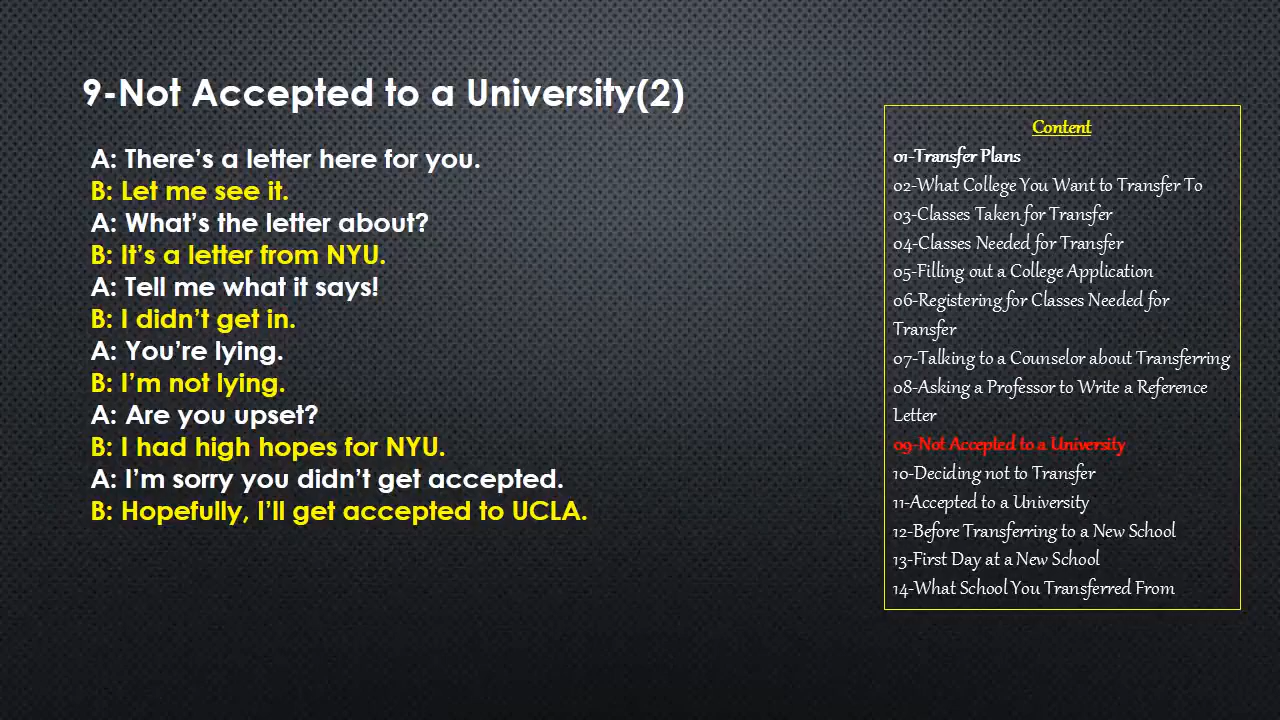 9-Not Accepted to a University(2)
A: There’s a letter here for you.
B: Let me see it.
A: What’s the letter about?
B: It’s a letter from NYU.
A: Tell me what it says!
B: I didn’t get in.
A: You’re lying.
B: I’m not lying.
A: Are you upset?
B: I had high hopes for NYU.
A: I’m sorry you didn’t get accepted.
B: Hopefully, I’ll get accepted to UCLA.
Content
01-Transfer Plans
02-What College You Want to Transfer To
03-Classes Taken for Transfer
04-Classes Needed for Transfer
05-Filling out a College Application
06-Registering for Classes Needed for
Transfer
07-Talking to a Counselor about Transferring
08-Asking a Professor to Write a Reference
Letter
09-Not Accepted to a University
10-Deciding not to Transfer
11-Accepted to a University
12-Before Transferring to a New School
13-First Day at a New School
14-What School You Transferred From